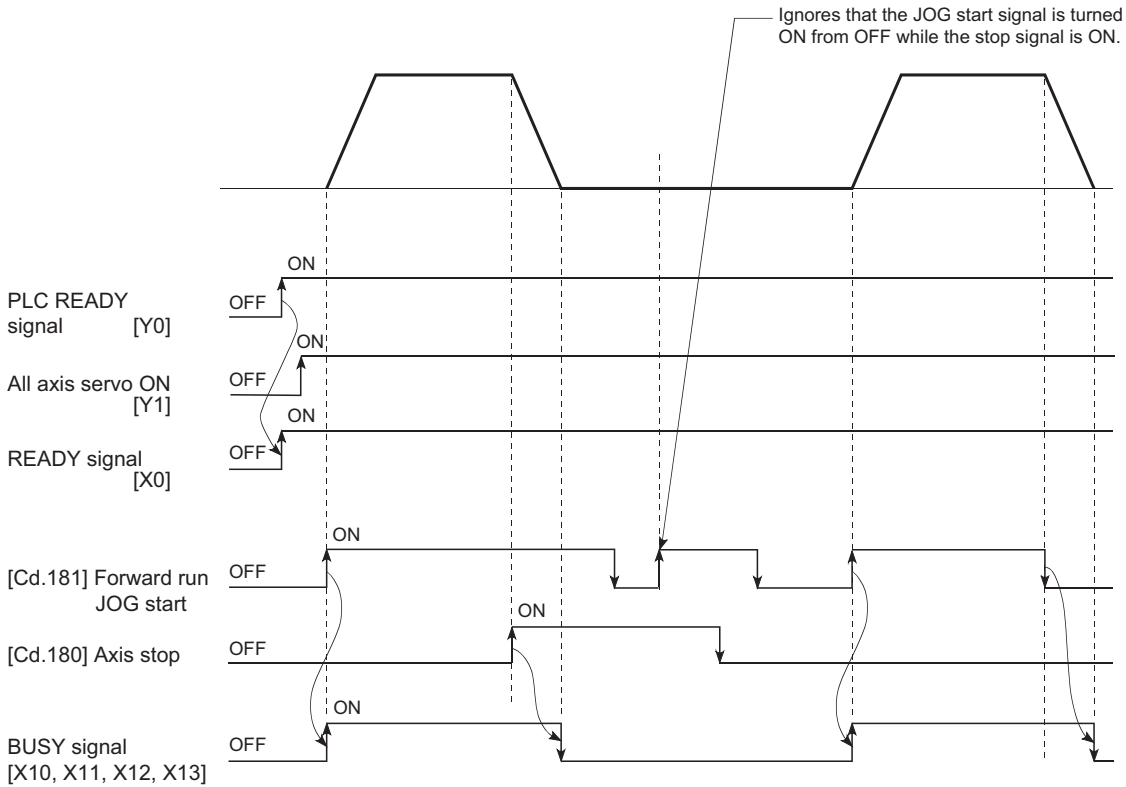 Ignores that the JOG start signal is turned
ON from OFF while the stop signal is ON.
ON
PLC READY
signal [Y0]
OFF
ON
All axis servo ON
[Y1]
OFF
ON
READY signal
[X0]
OFF
ON
[Cd.181] Forward run
JOG start
OFF
ON
[Cd.180] Axis stop
OFF
ON
BUSY signal
[X10, X11, X12, X13]
OFF